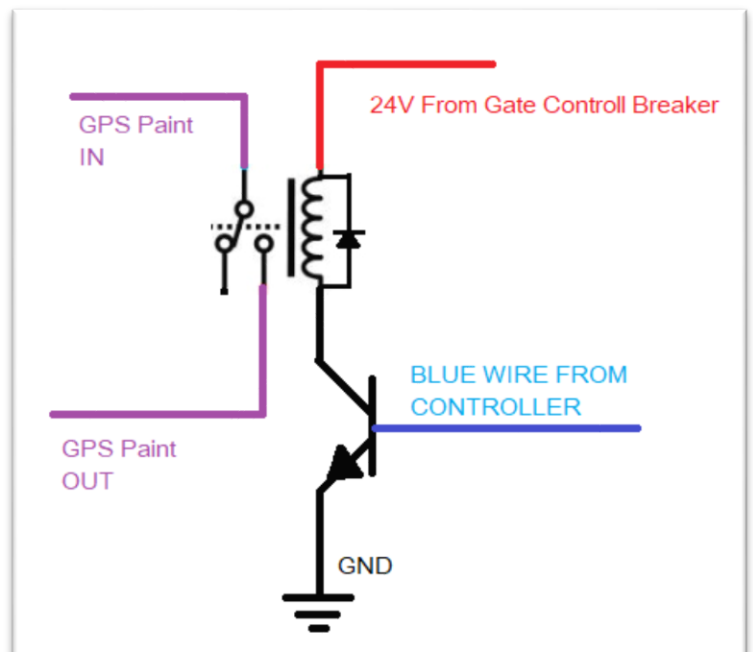 24V From Gate Controll Breaker
GPS Paint
IN
BLUE WIRE FROM
CONTROLLER
GPS Paint
OUT
GND